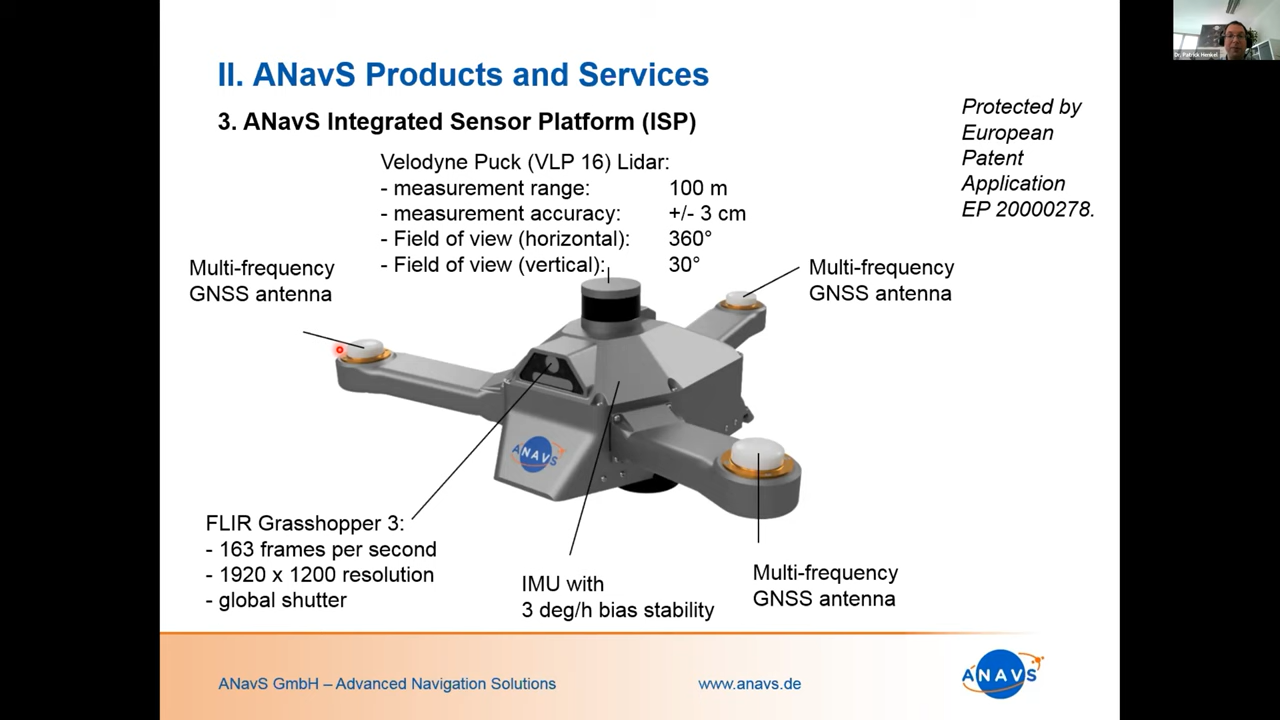 Dr. Patrick Henkel
II. ANavS Products and Services
3. ANavS Integrated Sensor Platform (ISP)
Protected by
European
Patent
Application
EP 20000278.
Velodyne Puck (VLP 16) Lidar:
- measurement range: 100 m
- measurement accuracy: +/- 3 cm
- Field of view (horizontal): 360°
- Field of view (vertical): 30°
Multi-frequency
GNSS antenna
Multi-frequency
GNSS antenna
ANAVS
FLIR Grasshopper 3:
- 163 frames per second
- 1920 x 1200 resolution
- global shutter
IMU with
3 deg/h bias stability
Multi-frequency
GNSS antenna
ANavS GmbH – Advanced Navigation Solutions
www.anavs.de
ANAVS